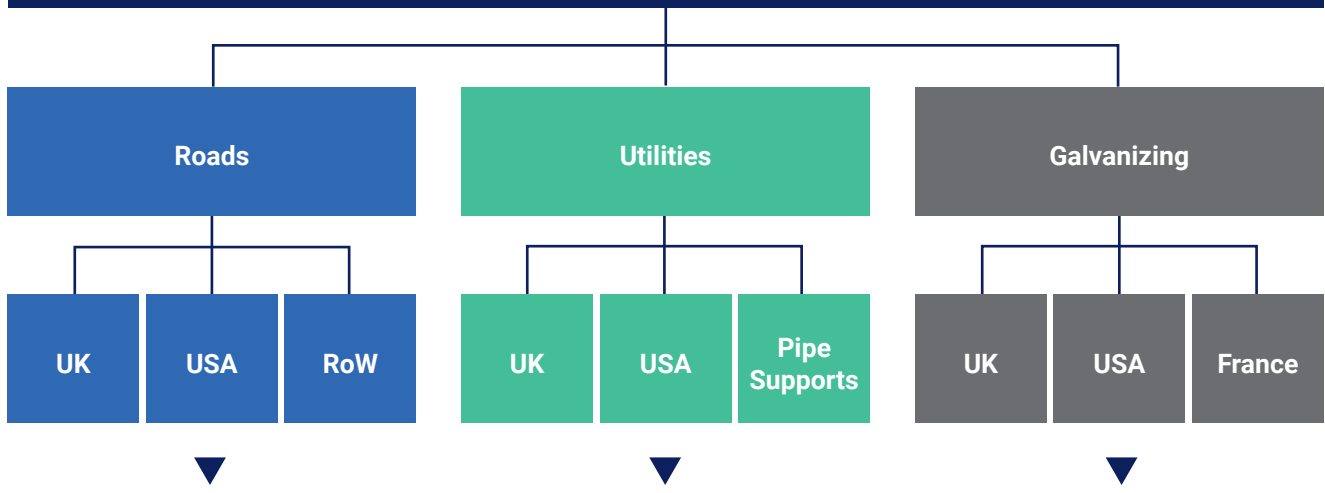 Roads
Utilities
Galvanizing
UK
USA
RoW
UK
USA
Pipe
Supports
UK
USA
France